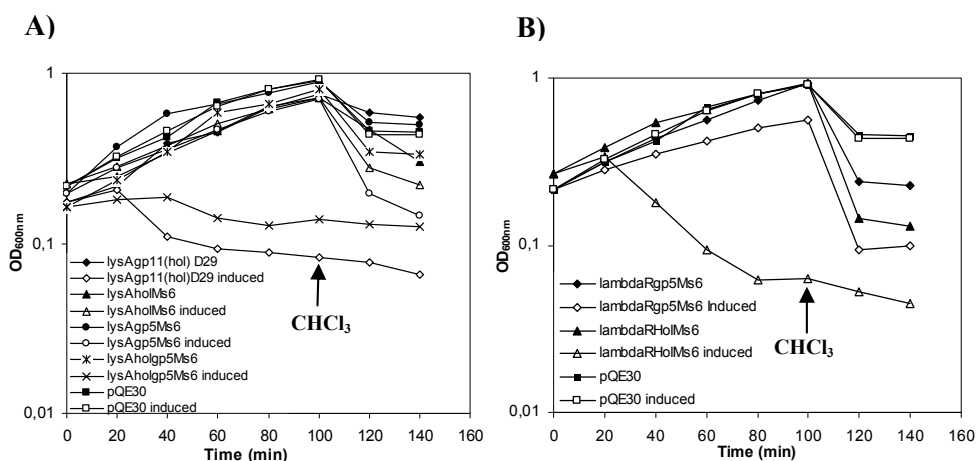 A)
1
0,1
0,01
OD600nm
lysAgp11(hol) D29
lysAgp11(hol)D29 induced
lysAholMs6
lysAholMs6 induced
lysAgp5Ms6
lysAgp5Ms6 induced
lysAholgp5Ms6
lysAholgp5Ms6 induced
pQE30
pQE30 induced
CHCl3
0 20 40 60 80 100 120 140 160
Time (min)
B)
1
0,1
0,01
OD600nm
lambdaRgp5Ms6
lambdaRgp5Ms6 Induced
lambdaRHolMs6
lambdaRHolMs6 induced
pQE30
pQE30 induced
CHCl3
0 20 40 60 80 100 120 140 160
Time (min)